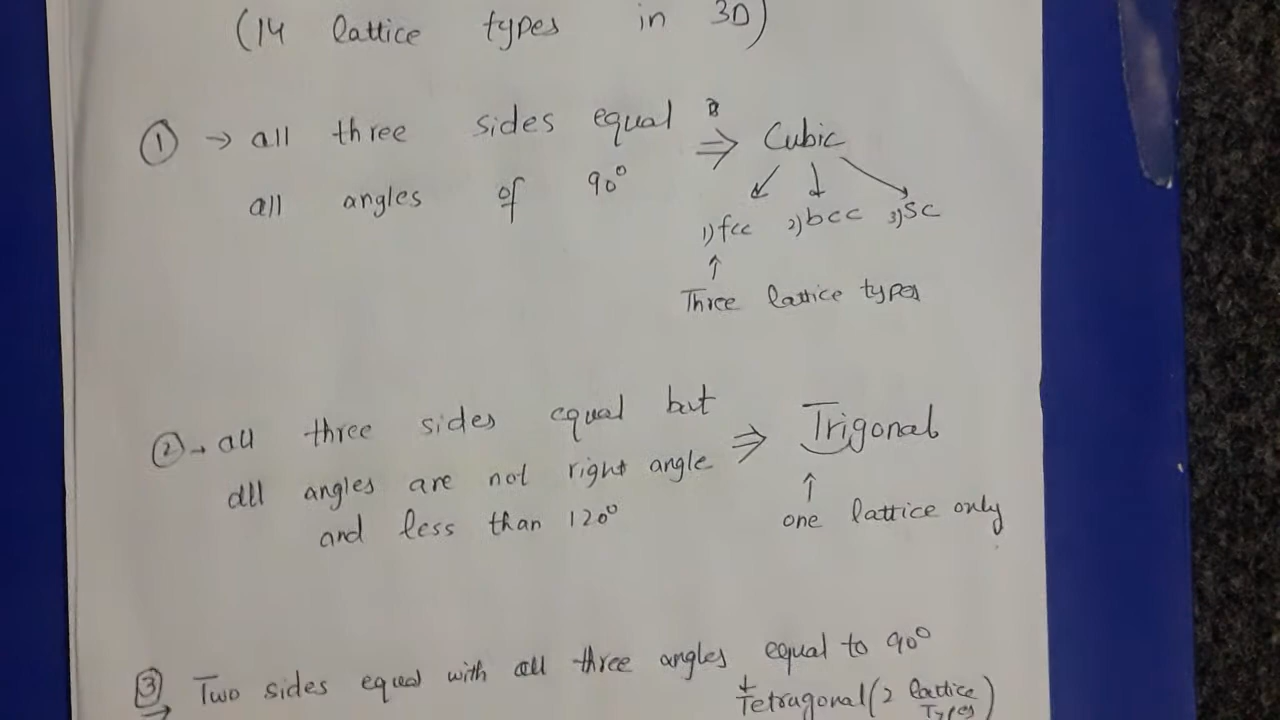 (14 lattice types in 3D)
① → all three sides equal ⇒ Cubic
all angles of 90°
1) fcc 2) bcc 3) SC
↑
Three lattice types
② → all three sides equal but
all angles are not right angle ⇒ Trigonal
and less than 120°
↑
one lattice only
③ Two sides equal with all three angles equal to 90°
Tetragonal (2 lattice
Types)